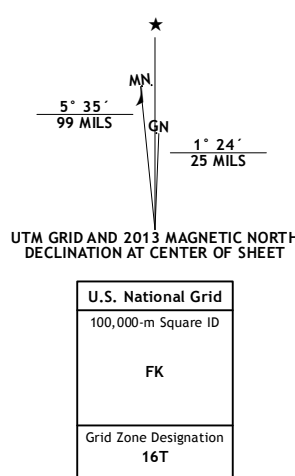 ★
MN.
5° 35´
99 MILS
GN
1° 24´
25 MILS
UTM GRID AND 2013 MAGNETIC NORTH
DECLINATION AT CENTER OF SHEET
U.S. National Grid
100,000-m Square ID
FK
Grid Zone Designation
16T